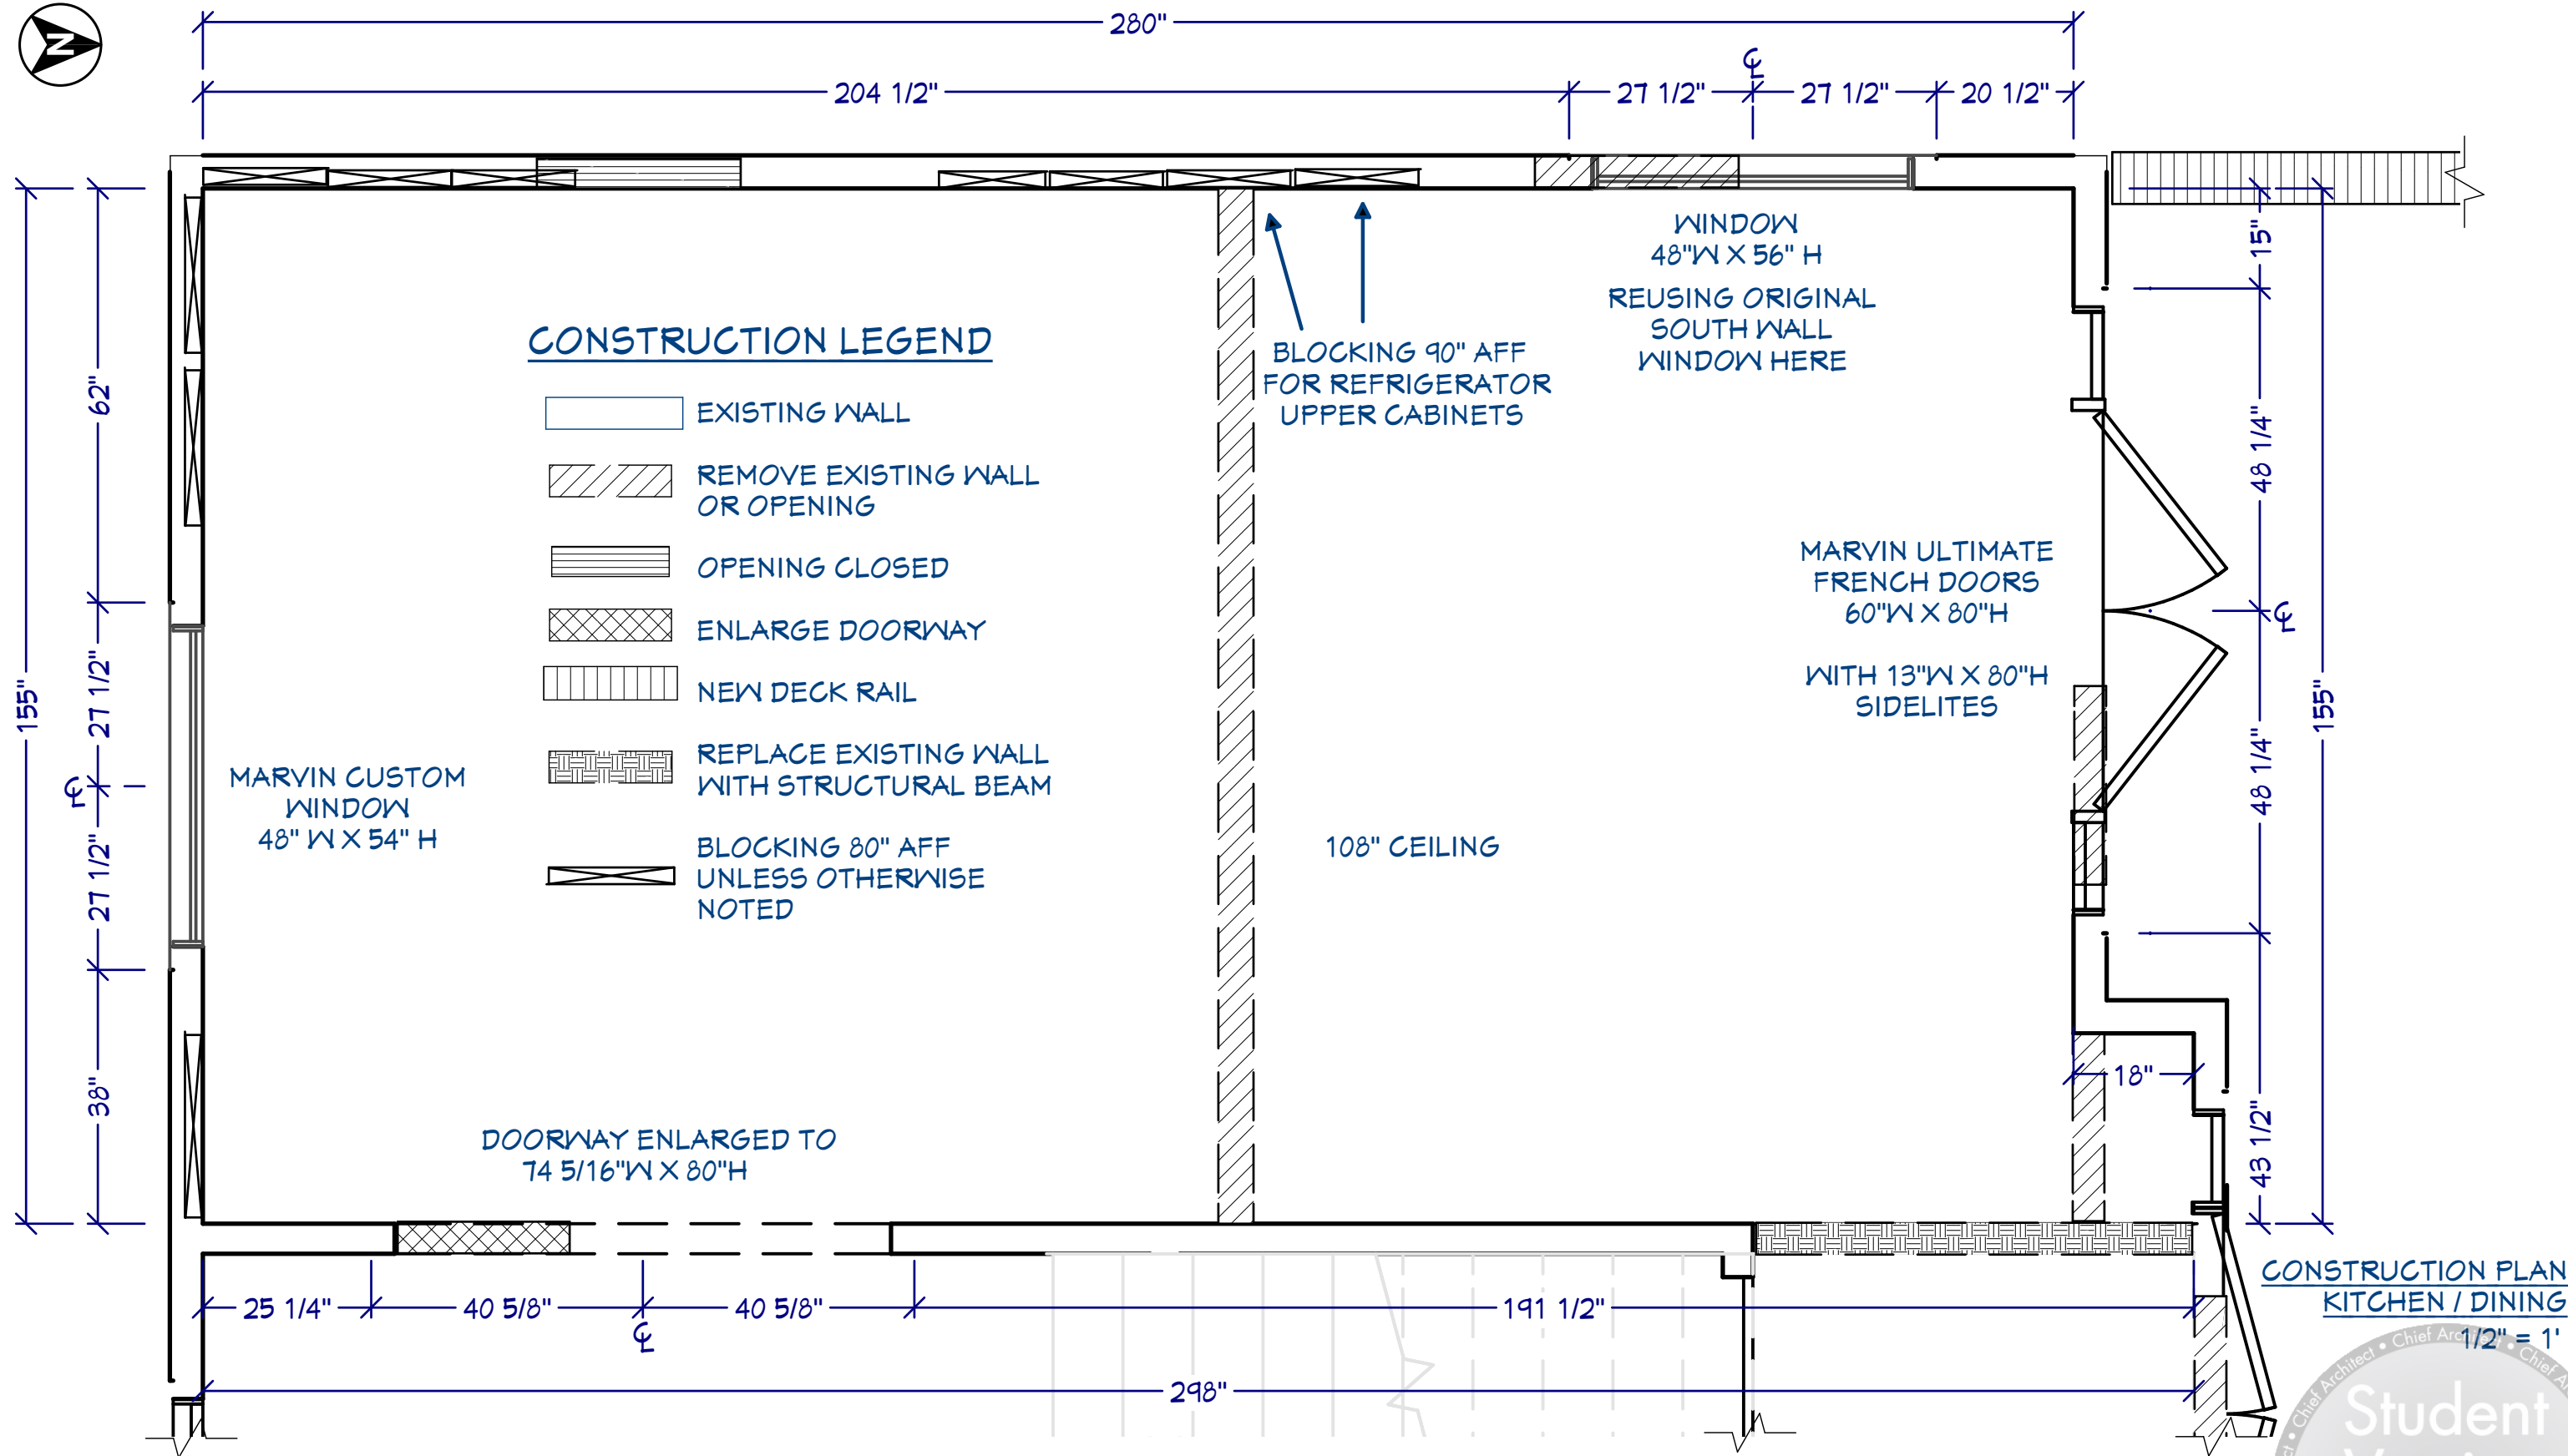 N
280"
204 1/2"
27 1/2"
℄
27 1/2"
20 1/2"
WINDOW
48"W X 56" H
REUSING ORIGINAL
SOUTH WALL
WINDOW HERE
BLOCKING 90" AFF
FOR REFRIGERATOR
UPPER CABINETS
CONSTRUCTION LEGEND
EXISTING WALL
REMOVE EXISTING WALL
OR OPENING
OPENING CLOSED
ENLARGE DOORWAY
NEW DECK RAIL
REPLACE EXISTING WALL
WITH STRUCTURAL BEAM
BLOCKING 80" AFF
UNLESS OTHERWISE
NOTED
155"
62"
27 1/2"
℄
27 1/2"
38"
MARVIN CUSTOM
WINDOW
48" W X 54" H
108" CEILING
MARVIN ULTIMATE
FRENCH DOORS
60"W X 80"H
WITH 13"W X 80"H
SIDELITES
15"
48 1/4"
℄
48 1/4"
43 1/2"
155"
18"
DOORWAY ENLARGED TO
74 5/16"W X 80"H
25 1/4"
40 5/8"
℄
40 5/8"
191 1/2"
298"
CONSTRUCTION PLAN
KITCHEN / DINING
1/2" = 1'
Chief Architect • Chief Architect • Chief
Student